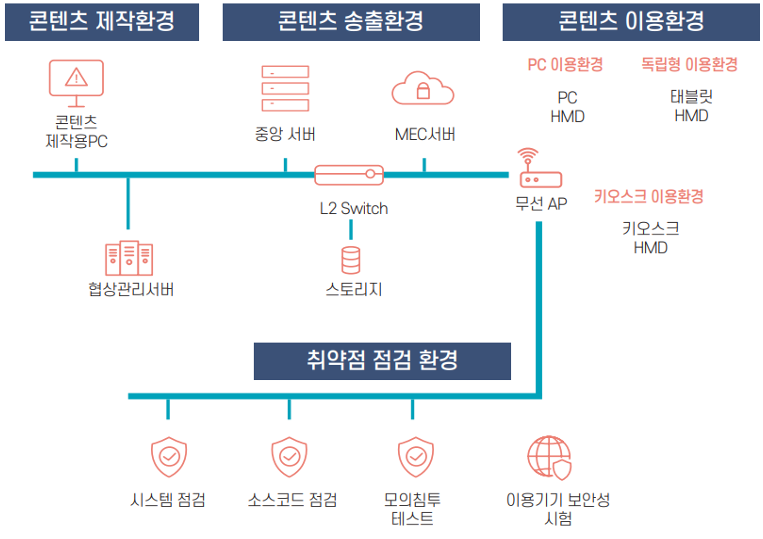 콘텐츠 제작환경
콘텐츠 송출환경
콘텐츠 이용환경
콘텐츠
제작용PC
중앙 서버
MEC서버
PC 이용환경
PC
HMD
독립형 이용환경
태블릿
HMD
L2 Switch
무선 AP
키오스크 이용환경
키오스크
HMD
협상관리서버
스토리지
취약점 점검 환경
시스템 점검
소스코드 점검
모의침투
테스트
이용기기 보안성
시험